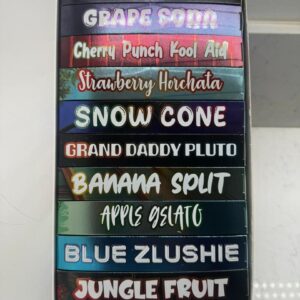 GRAPE SODA
Cherry Punch Kool Aid
Strawberry Horchata
SNOW CONE
GRAND DADDY PLUTO
BANANA SPLIT
APPLE GELATO
BLUE ZLUSHIE
JUNGLE FRUIT